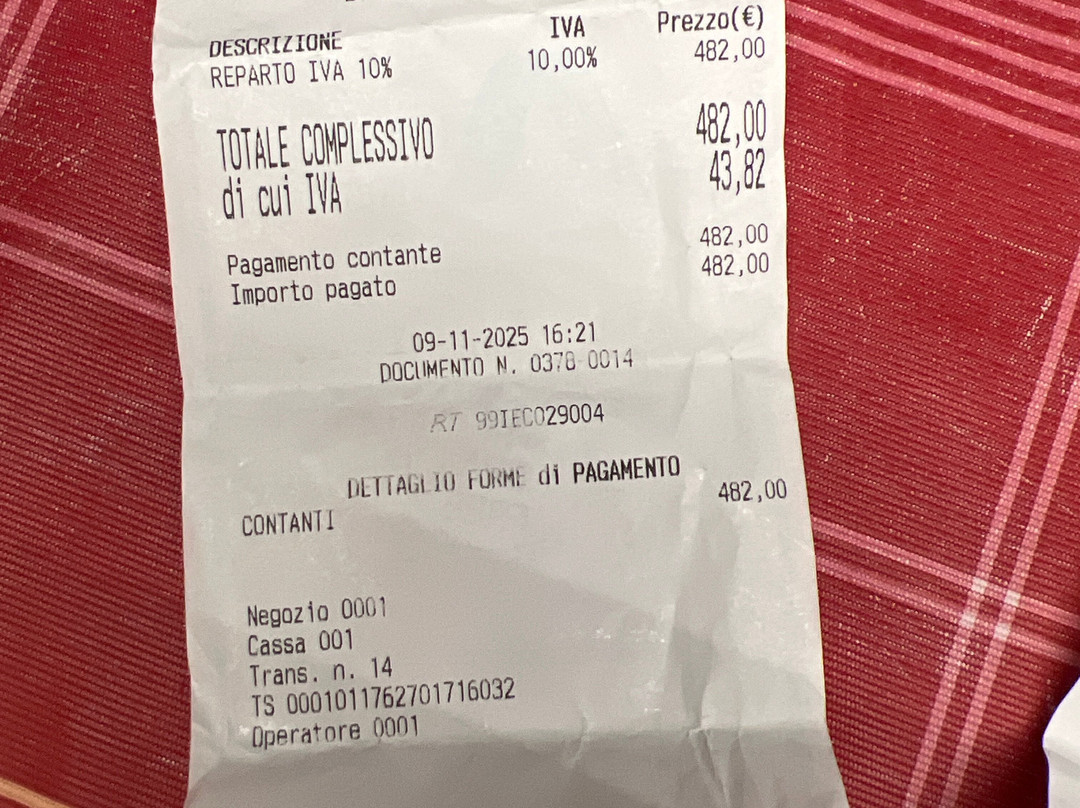 DESCRIZIONE IVA Prezzo(€)
REPARTO IVA 10% 10,00% 482,00
TOTALE COMPLESSIVO 482,00
di cui IVA 43,82
Pagamento contante 482,00
Importo pagato 482,00
09-11-2025 16:21
DOCUMENTO N. 0378-0014
RT 99IEC029004
DETTAGLIO FORME di PAGAMENTO
CONTANTI 482,00
Negozio 0001
Cassa 001
Trans. n. 14
TS 0001011762701716032
Operatore 0001